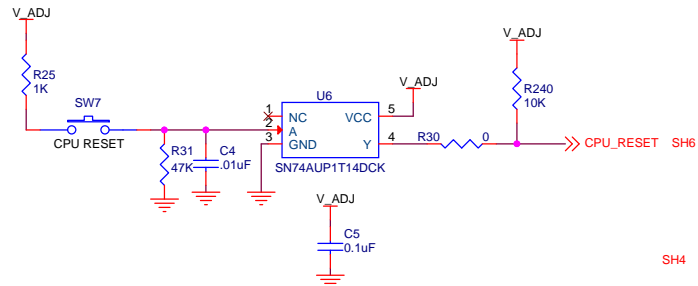 V_ADJ
R25
1K
SW7
CPU RESET
R31
47K
C4
.01uF
U6
1
NC
VCC
5
V_ADJ
2
A
3
GND
Y
4
SN74AUP1T14DCK
R30
0
V_ADJ
R240
10K
CPU_RESET SH6
V_ADJ
C5
0.1uF
SH4